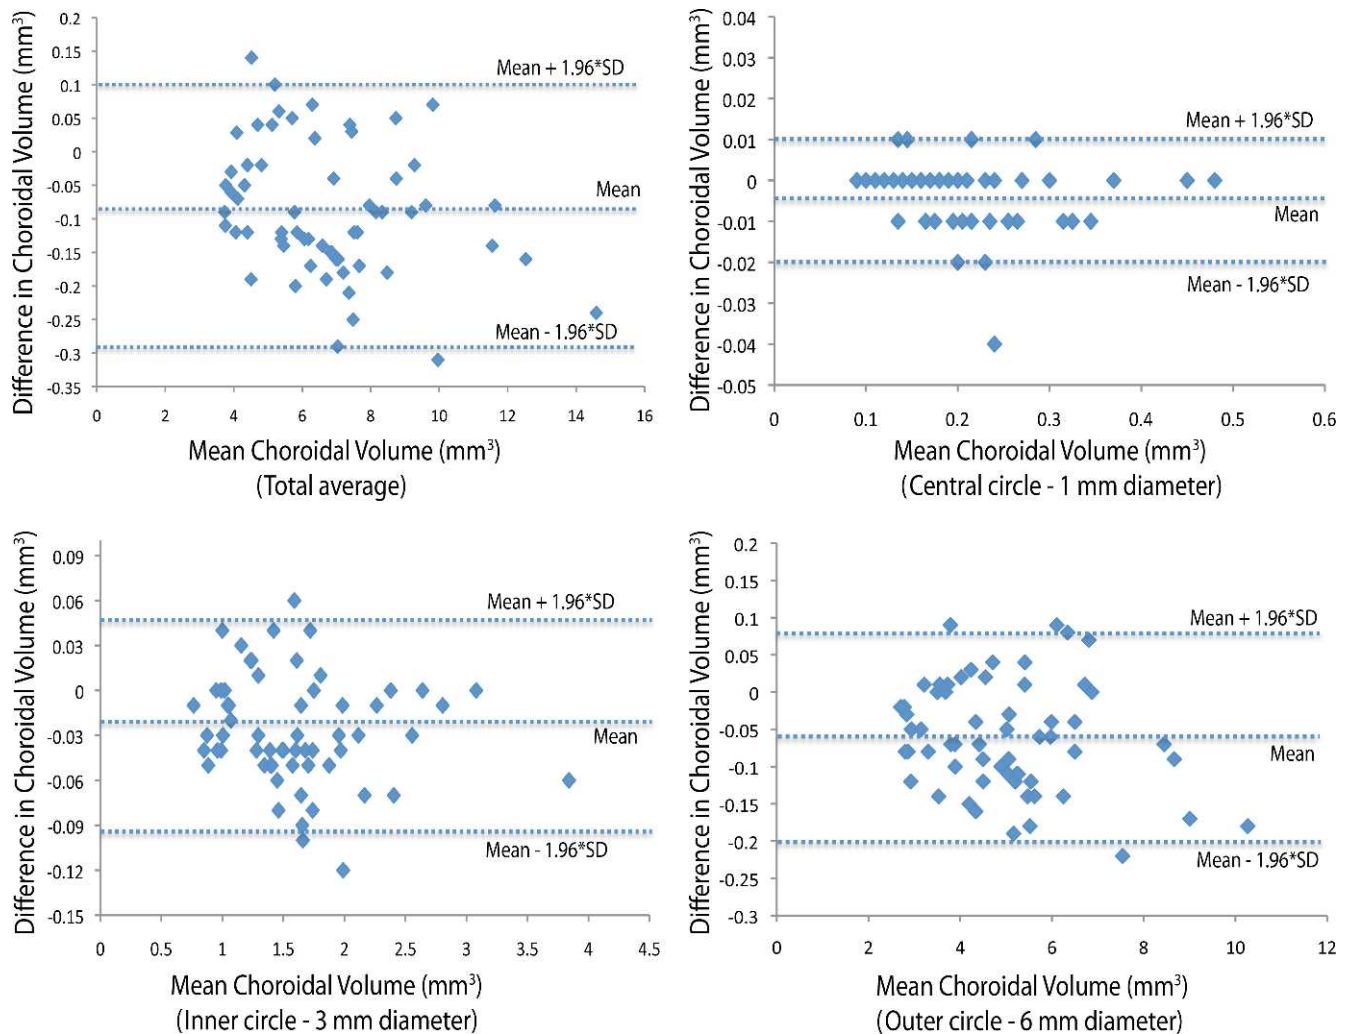 Difference in Choroidal Volume (mm³)
0.2
0.15
0.1
0.05
0
-0.05
-0.1
-0.15
-0.2
-0.25
-0.3
-0.35
Mean + 1.96*SD
Mean
Mean - 1.96*SD
0 2 4 6 8 10 12 14 16
Mean Choroidal Volume (mm³)
(Total average)
Difference in Choroidal Volume (mm³)
0.04
0.03
0.02
0.01
0
-0.01
-0.02
-0.03
-0.04
-0.05
Mean + 1.96*SD
Mean
Mean - 1.96*SD
0 0.1 0.2 0.3 0.4 0.5 0.6
Mean Choroidal Volume (mm³)
(Central circle - 1 mm diameter)
Difference in Choroidal Volume (mm³)
0.09
0.06
0.03
0
-0.03
-0.06
-0.09
-0.12
-0.15
Mean + 1.96*SD
Mean
Mean - 1.96*SD
0 0.5 1 1.5 2 2.5 3 3.5 4 4.5
Mean Choroidal Volume (mm³)
(Inner circle - 3 mm diameter)
Difference in Choroidal Volume (mm³)
0.2
0.15
0.1
0.05
0
-0.05
-0.1
-0.15
-0.2
-0.25
-0.3
Mean + 1.96*SD
Mean
Mean - 1.96*SD
0 2 4 6 8 10 12
Mean Choroidal Volume (mm³)
(Outer circle - 6 mm diameter)